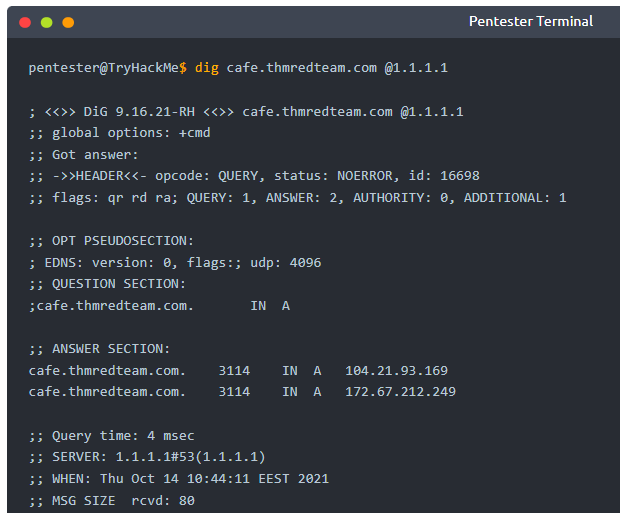 Pentester Terminal
pentester@TryHackMe$ dig cafe.thmredteam.com @1.1.1.1
; <<>> DiG 9.16.21-RH <<>> cafe.thmredteam.com @1.1.1.1
;; global options: +cmd
;; Got answer:
;; ->>HEADER<<- opcode: QUERY, status: NOERROR, id: 16698
;; flags: qr rd ra; QUERY: 1, ANSWER: 2, AUTHORITY: 0, ADDITIONAL: 1
;; OPT PSEUDOSECTION:
; EDNS: version: 0, flags:; udp: 4096
;; QUESTION SECTION:
;cafe.thmredteam.com.       IN  A
;; ANSWER SECTION:
cafe.thmredteam.com.    3114    IN  A   104.21.93.169
cafe.thmredteam.com.    3114    IN  A   172.67.212.249
;; Query time: 4 msec
;; SERVER: 1.1.1.1#53(1.1.1.1)
;; WHEN: Thu Oct 14 10:44:11 EEST 2021
;; MSG SIZE  rcvd: 80